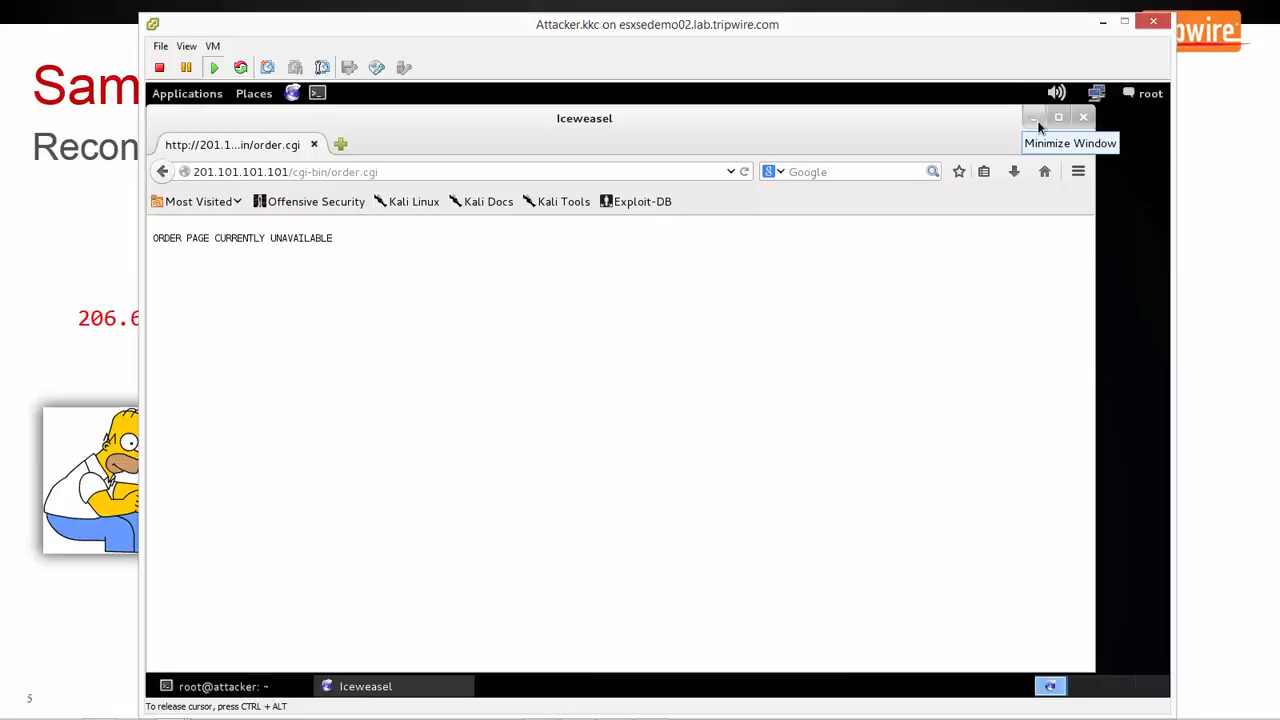 Attacker.kkc on esxsedemo02.lab.tripwire.com
pwire
Sam
File View VM
Applications Places root
Iceweasel
Recon
http://201.1...in/order.cgi
Minimize Window
201.101.101.101/cgi-bin/order.cgi Google
Most Visited Offensive Security Kali Linux Kali Docs Kali Tools Exploit-DB
ORDER PAGE CURRENTLY UNAVAILABLE
206.6
root@attacker: ~ Iceweasel
5
To release cursor, press CTRL + ALT